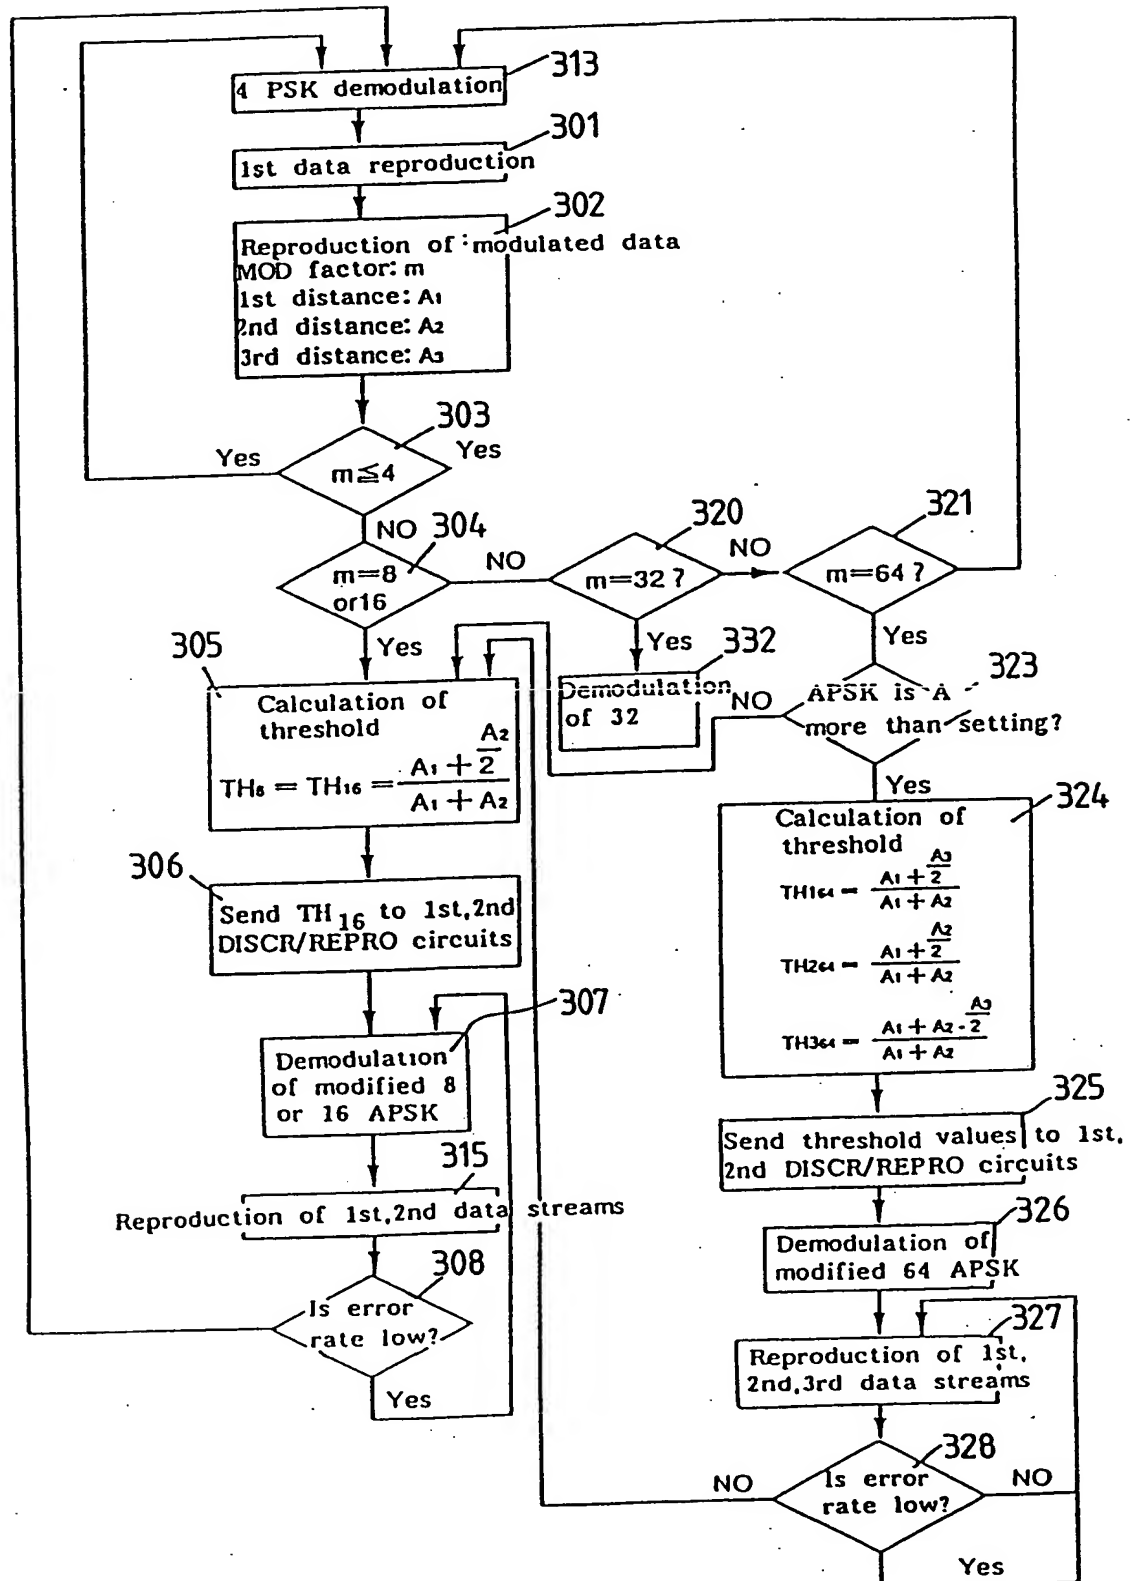 313
4 PSK demodulation
301
1st data reproduction
302
Reproduction of: modulated data
MOD factor: m
1st distance: A1
2nd distance: A2
3rd distance: A3
303
Yes
m≦4
Yes
NO
304
m=8
or16
NO
320
m=32?
NO
321
m=64?
Yes
Yes
Yes
305
Calculation of
threshold
TH8 = TH16 = (A1 + A2/2) / (A1 + A2)
332
Demodulation
of 32
NO
323
APSK is A
more than setting?
Yes
324
Calculation of
threshold
TH164 = (A1 + A3/2) / (A1 + A2)
TH264 = (A1 + A2/2) / (A1 + A2)
TH364 = (A1 + A2 - A3/2) / (A1 + A2)
306
Send TH16 to 1st,2nd
DISCR/REPRO circuits
307
Demodulation
of modified 8
or 16 APSK
325
Send threshold values to 1st,
2nd DISCR/REPRO circuits
315
Reproduction of 1st,2nd data streams
326
Demodulation of
modified 64 APSK
308
Is error
rate low?
Yes
327
Reproduction of 1st,
2nd,3rd data streams
328
NO
Is error
rate low?
NO
Yes